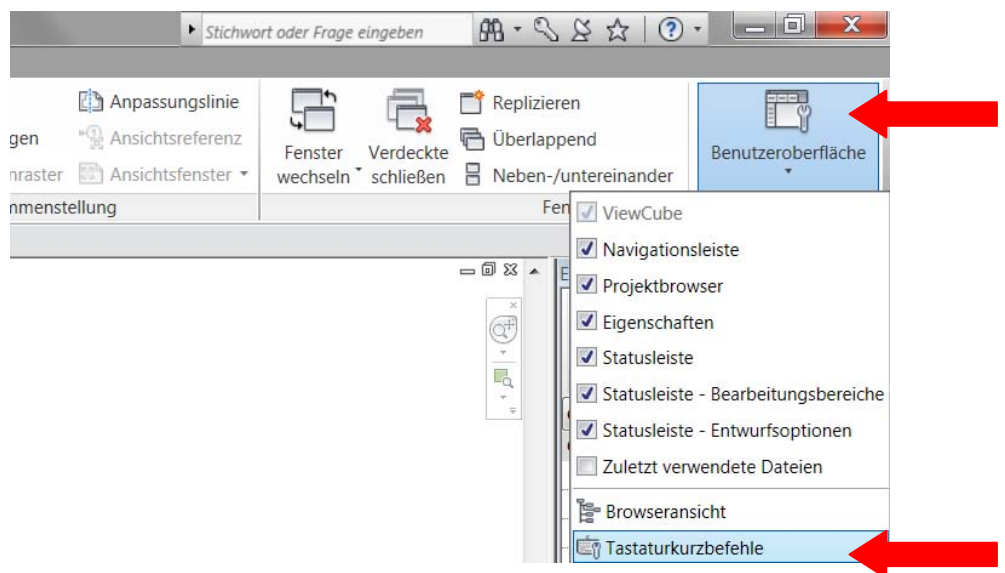 Stichwort oder Frage eingeben
Anpassungslinie
Ansichtsreferenz
Ansichtsfenster
gen
nraster
mmenstellung
Fenster
wechseln
Verdeckte
schließen
Replizieren
Überlappend
Neben-/untereinander
Fen
Benutzeroberfläche
ViewCube
Navigationsleiste
Projektbrowser
Eigenschaften
Statusleiste
Statusleiste - Bearbeitungsbereiche
Statusleiste - Entwurfsoptionen
Zuletzt verwendete Dateien
Browseransicht
Tastaturkurzbefehle
E